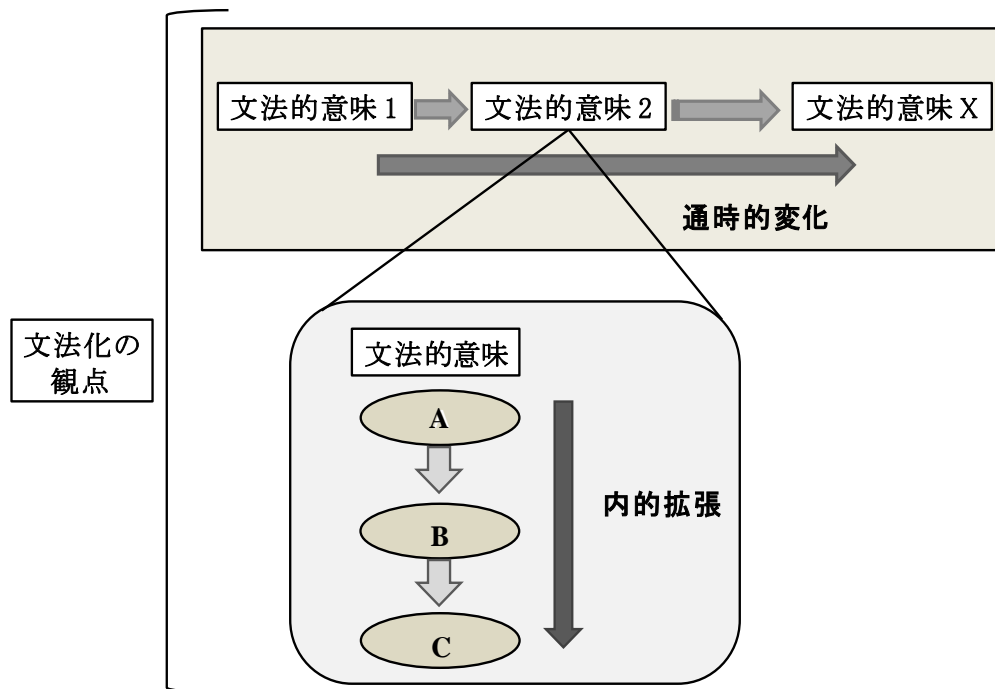 文法的意味1
文法的意味2
文法的意味X
通時的変化
文法化の
観点
文法的意味
A
B
C
内的拡張